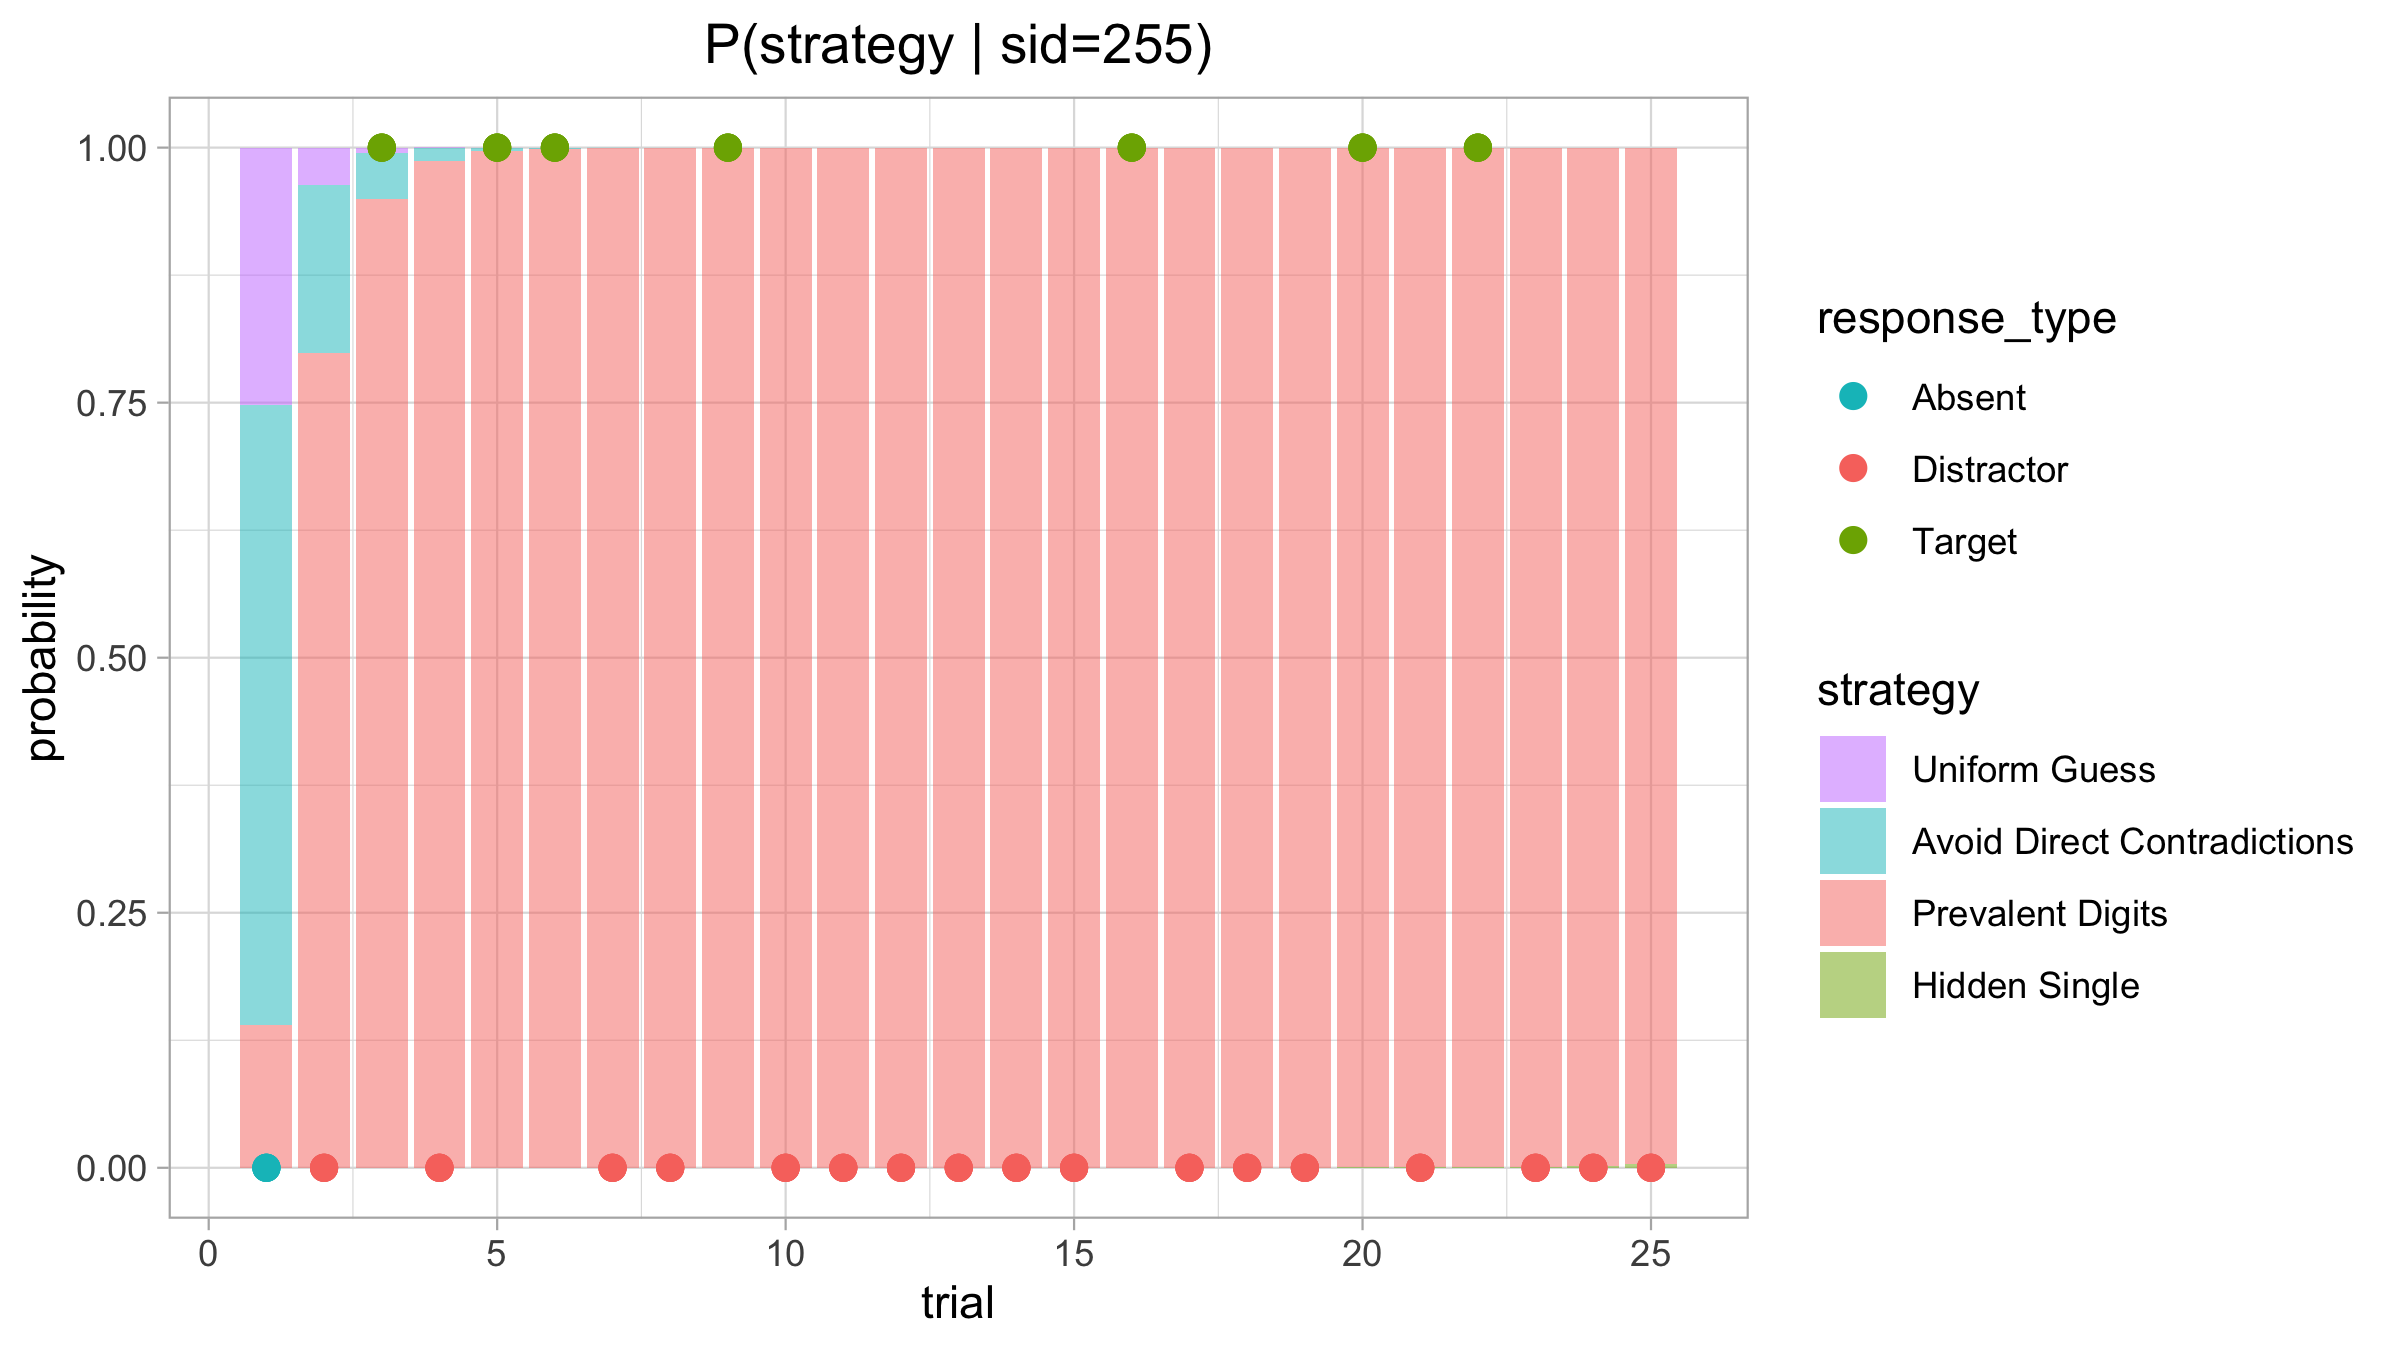 P(strategy | sid=255)
probability
1.00
0.75
0.50
0.25
0.00
0 5 10 15 20 25
trial
response_type
Absent
Distractor
Target
strategy
Uniform Guess
Avoid Direct Contradictions
Prevalent Digits
Hidden Single